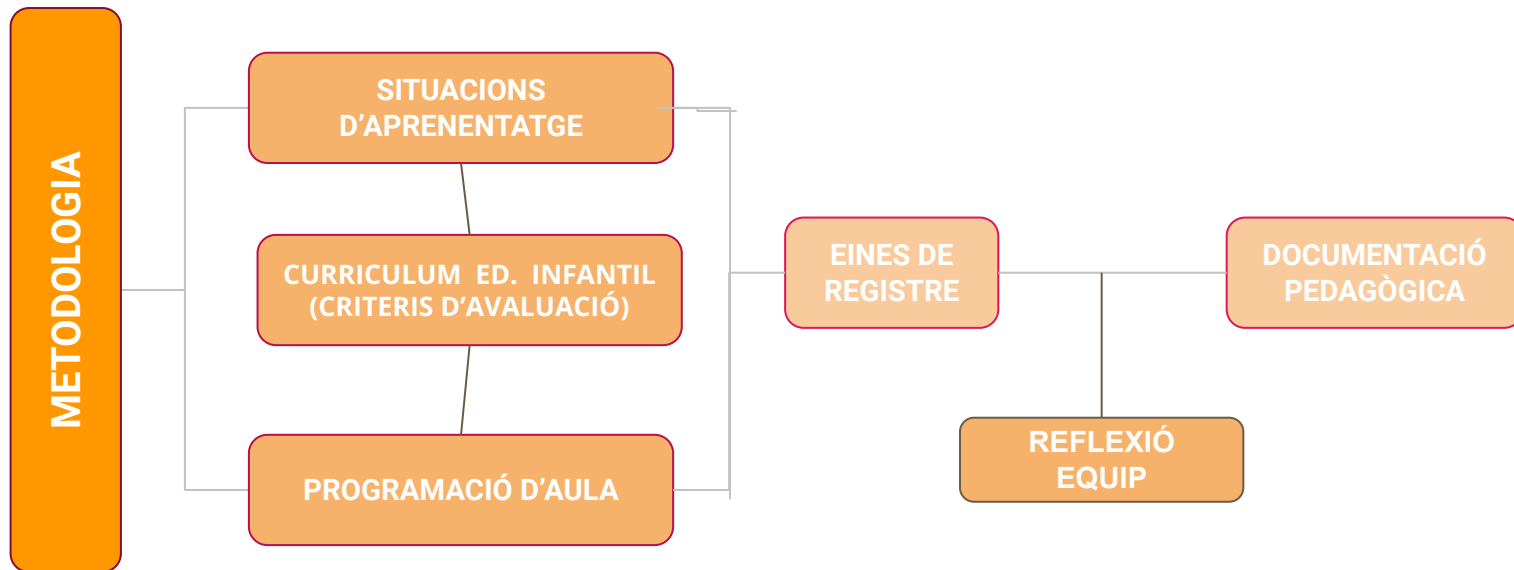 METODOLOGIA
SITUACIONS
D'APRENENTATGE
CURRICULUM ED. INFANTIL
(CRITERIS D'AVALUACIÓ)
PROGRAMACIÓ D'AULA
EINES DE
REGISTRE
DOCUMENTACIÓ
PEDAGÒGICA
REFLEXIÓ
EQUIP